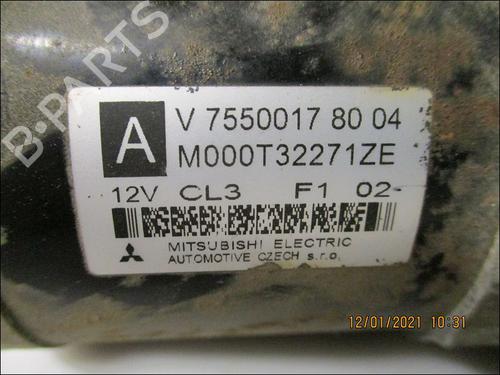 B-PARTS
A
V 7550017 80 04
M000T32271ZE
12V CL3 F1 02-
MITSUBISHI ELECTRIC
AUTOMOTIVE CZECH s.r.o.
12/01/2021 10:31